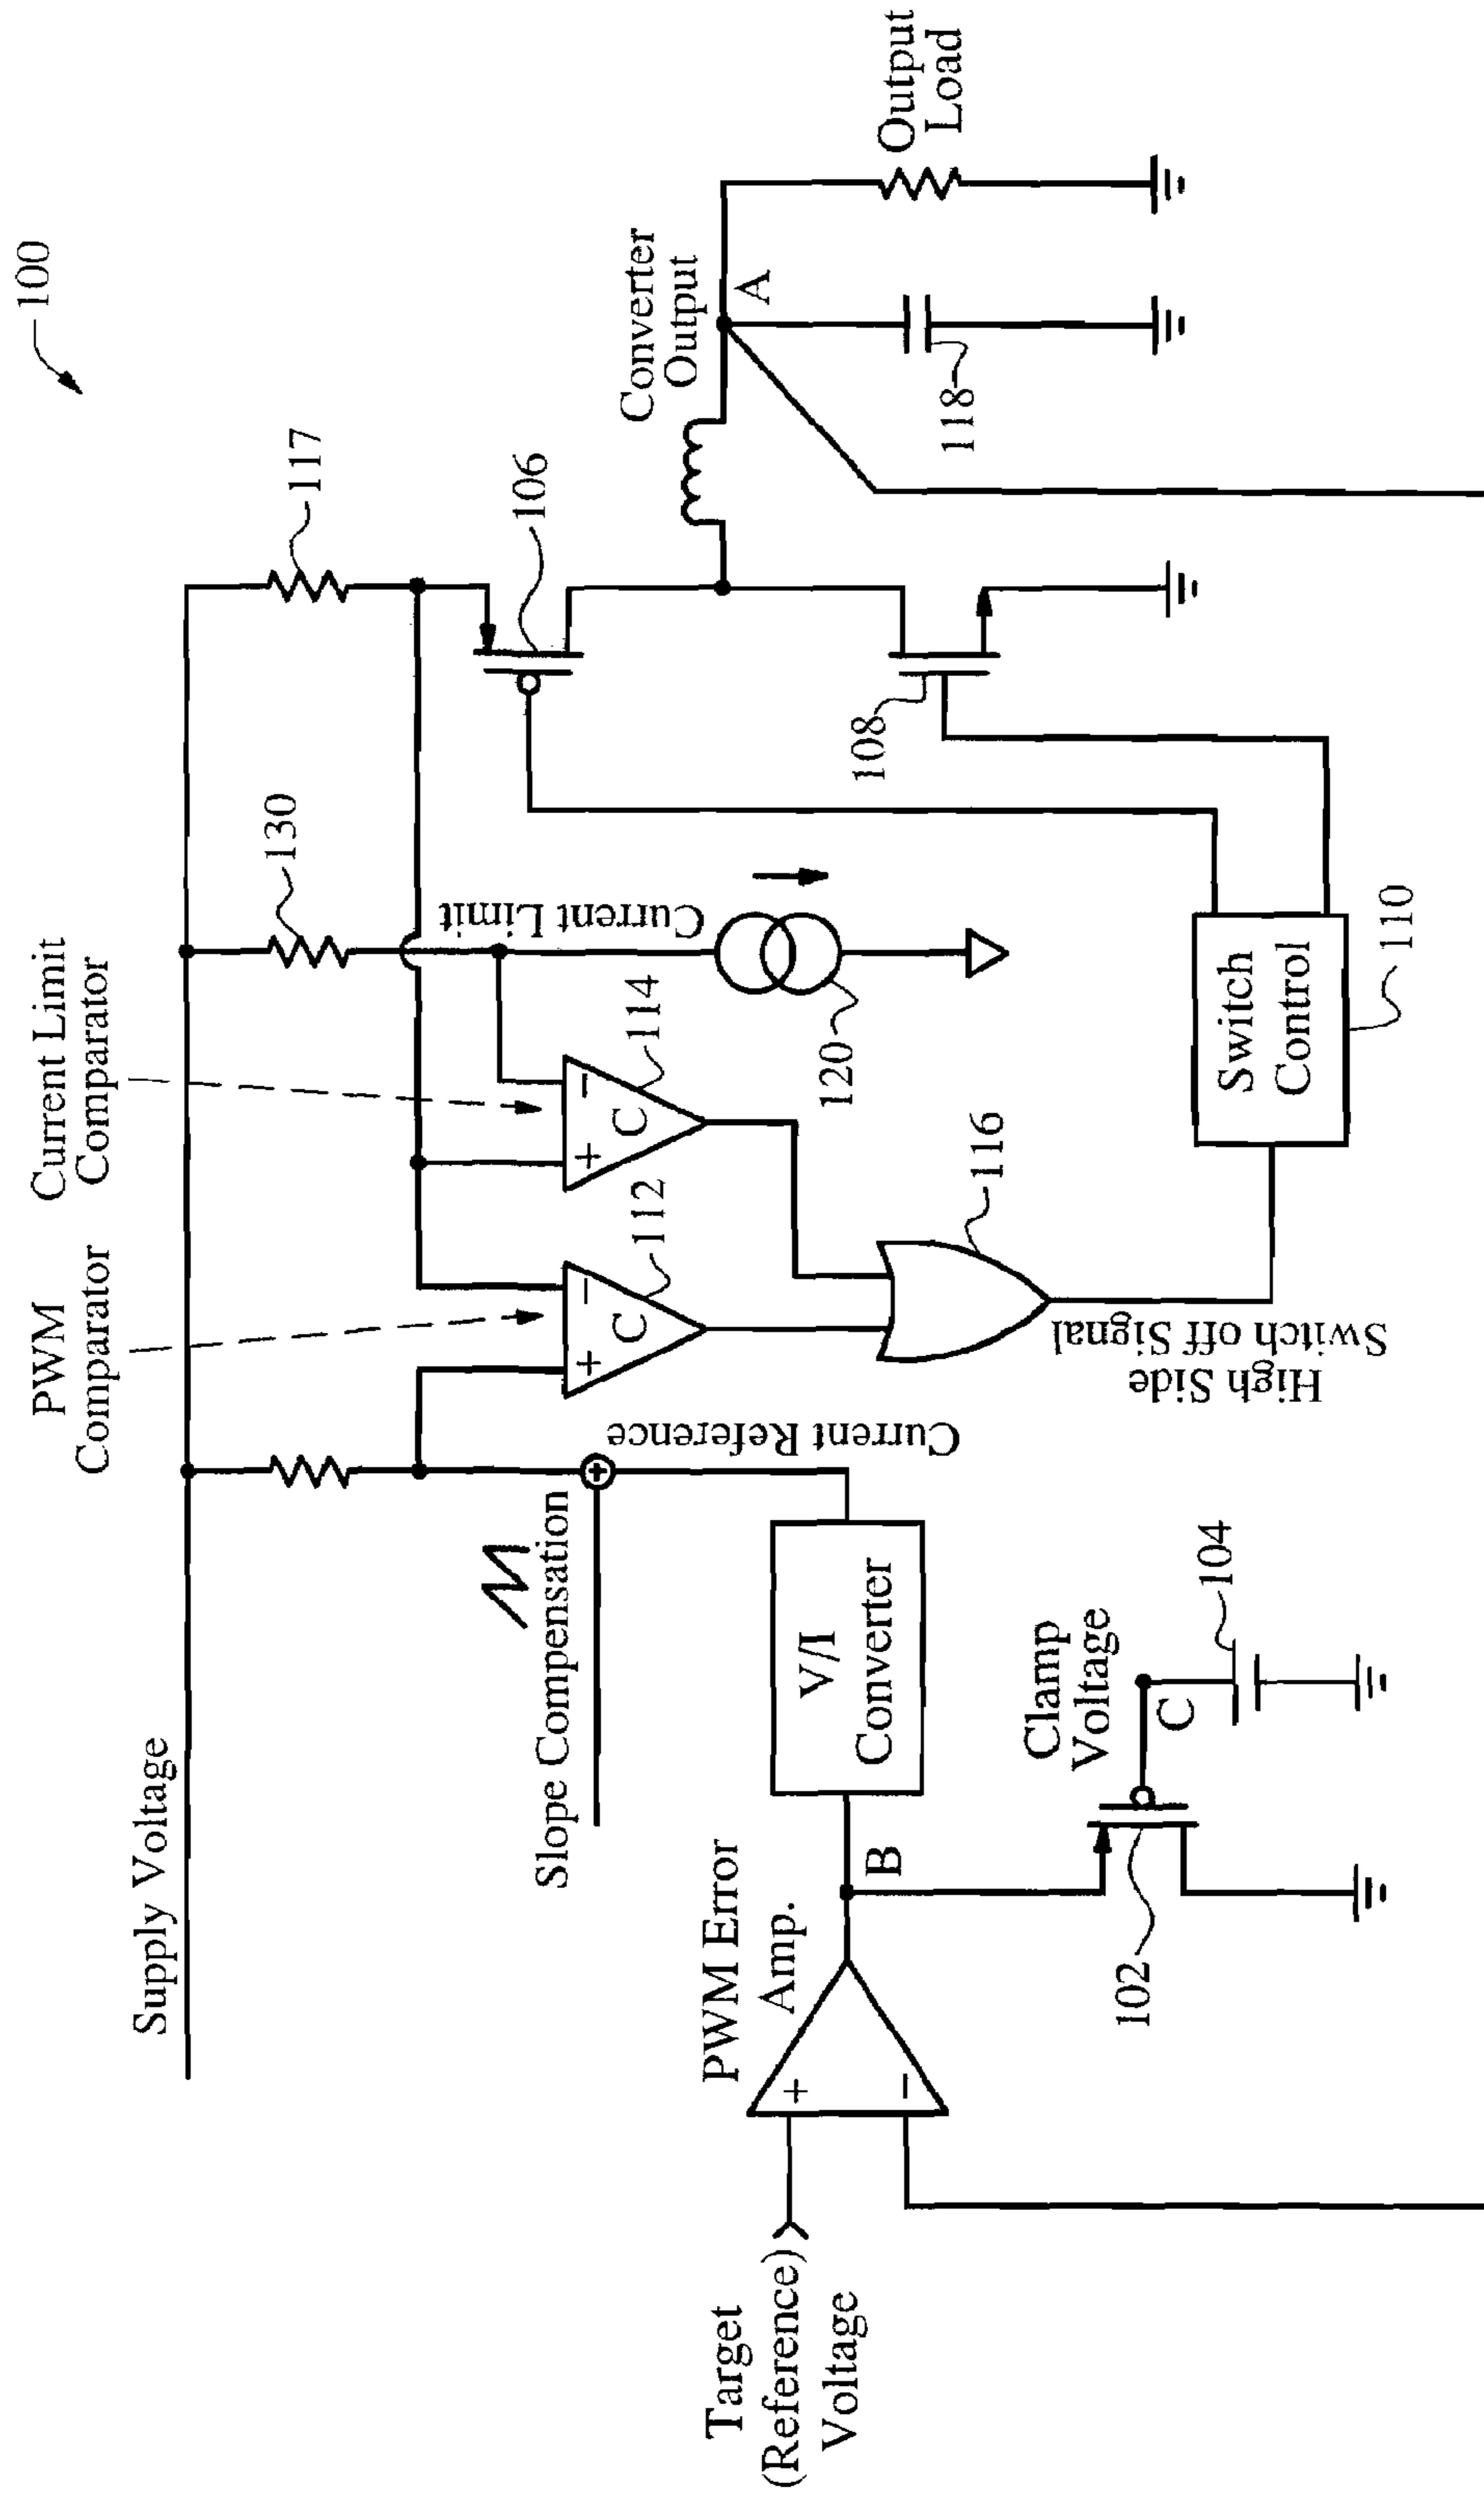 100
Supply Voltage
PWM
Comparator
Current Limit
Comparator
130
117
Slope Compensation
+
Current Reference
+
−
C
112
+
−
C
114
Current Limit
120
106
Converter
Output
A
118
Output
Load
108
116
High Side
Switch off Signal
Switch
Control
110
Target
(Reference)
Voltage
PWM Error
Amp.
+
−
B
V/I
Converter
Clamp
Voltage
C
102
104